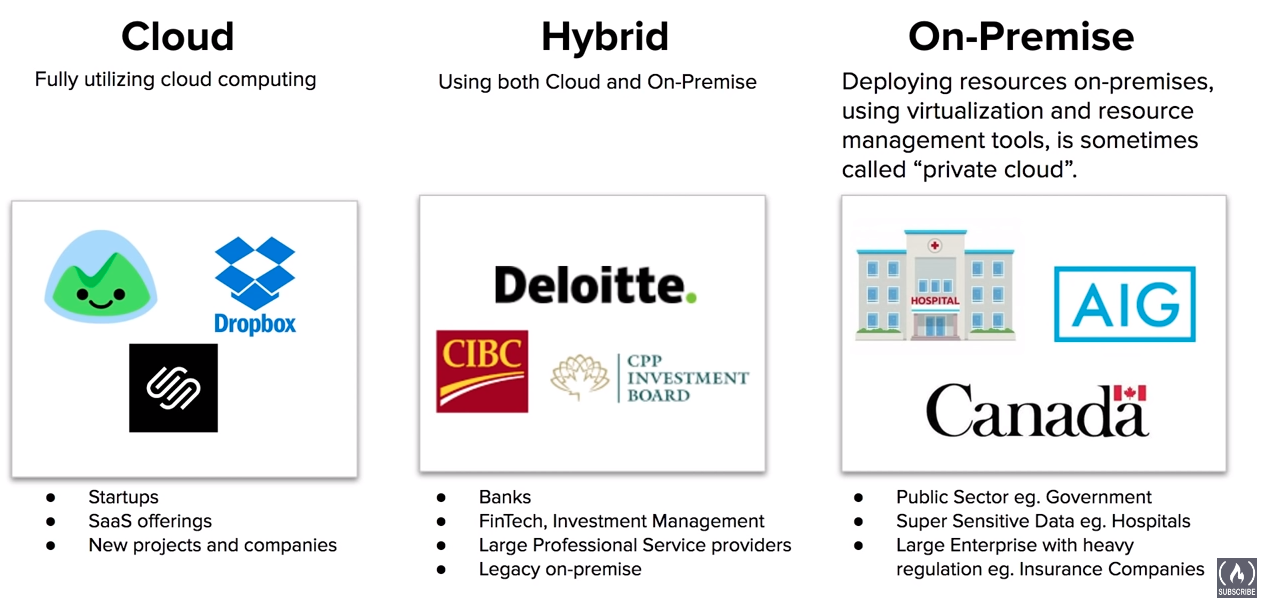 Cloud
Fully utilizing cloud computing
Dropbox
Startups
SaaS offerings
New projects and companies
Hybrid
Using both Cloud and On-Premise
Deloitte.
CIBC
CPP
INVESTMENT
BOARD
Banks
FinTech, Investment Management
Large Professional Service providers
Legacy on-premise
On-Premise
Deploying resources on-premises,
using virtualization and resource
management tools, is sometimes
called “private cloud”.
HOSPITAL
AIG
Canada
Public Sector eg. Government
Super Sensitive Data eg. Hospitals
Large Enterprise with heavy
regulation eg. Insurance Companies
SUBSCRIBE